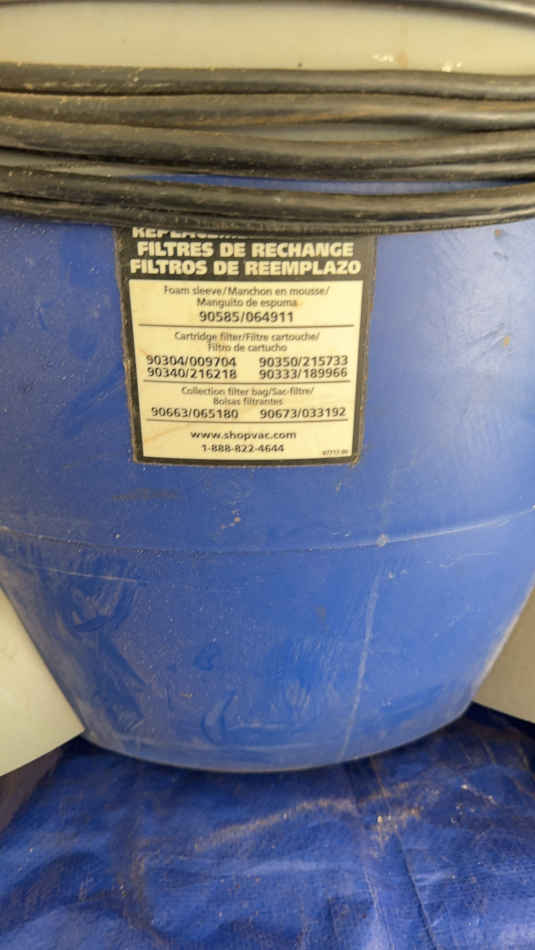 FILTRES DE RECHANGE
FILTROS DE REEMPLAZO
Foam sleeve/Manchon en mousse/
Manguito de espuma
90585/064911
Cartridge filter/Filtre cartouche/
Filtro de cartucho
90304/009704 90350/215733
90340/216218 90333/189966
Collection filter bag/Sac-filtre/
Bolsas filtrantes
90663/065180 90673/033192
www.shopvac.com
1-888-822-4644